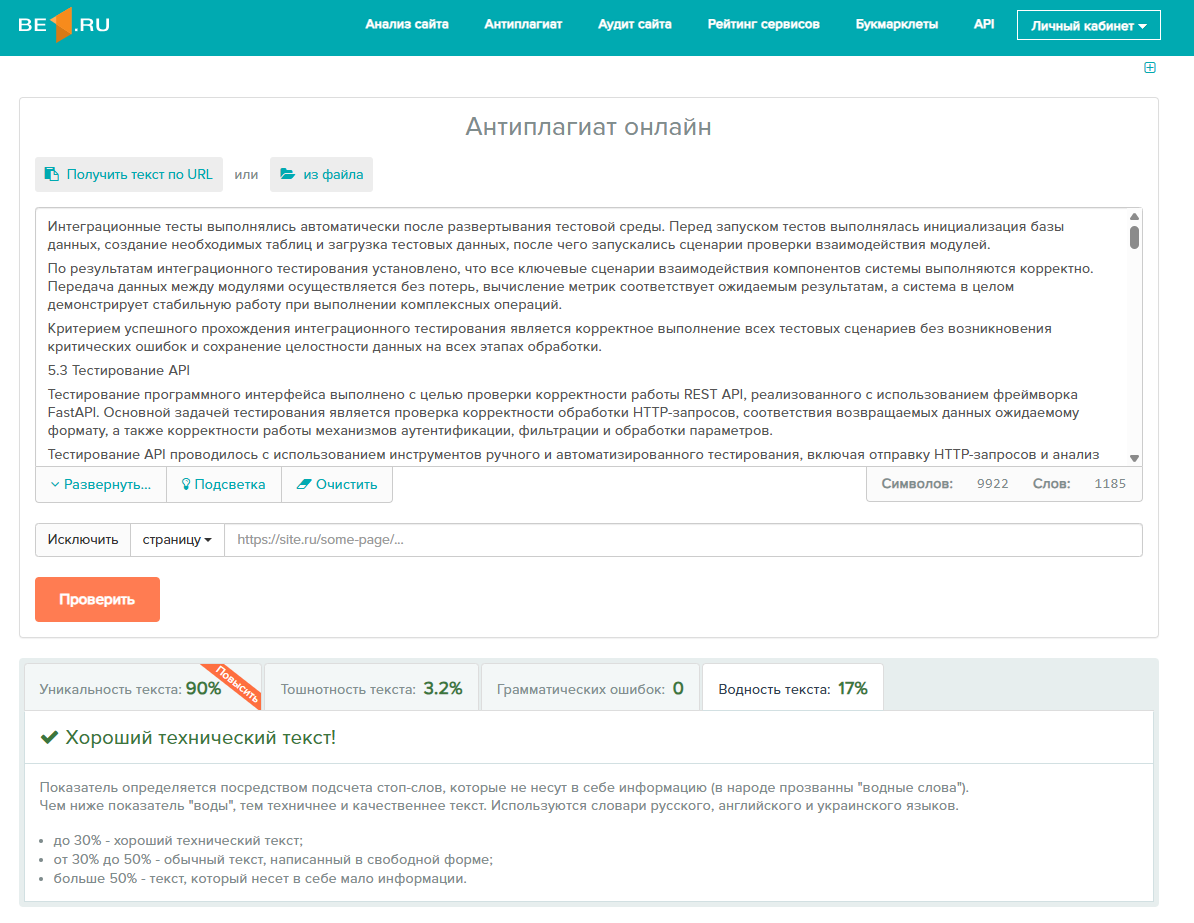 BE1.RU
Анализ сайта Антиплагиат Аудит сайта Рейтинг сервисов Букмарклеты API Личный кабинет
Антиплагиат онлайн
Получить текст по URL или из файла
Интеграционные тесты выполнялись автоматически после развертывания тестовой среды. Перед запуском тестов выполнялась инициализация базы
данных, создание необходимых таблиц и загрузка тестовых данных, после чего запускались сценарии проверки взаимодействия модулей.
По результатам интеграционного тестирования установлено, что все ключевые сценарии взаимодействия компонентов системы выполняются корректно.
Передача данных между модулями осуществляется без потерь, вычисление метрик соответствует ожидаемым результатам, а система в целом
демонстрирует стабильную работу при выполнении комплексных операций.
Критерием успешного прохождения интеграционного тестирования является корректное выполнение всех тестовых сценариев без возникновения
критических ошибок и сохранение целостности данных на всех этапах обработки.
5.3 Тестирование API
Тестирование программного интерфейса выполнено с целью проверки корректности работы REST API, реализованного с использованием фреймворка
FastAPI. Основной задачей тестирования является проверка корректности обработки HTTP-запросов, соответствия возвращаемых данных ожидаемому
формату, а также корректности работы механизмов аутентификации, фильтрации и обработки параметров.
Тестирование API проводилось с использованием инструментов ручного и автоматизированного тестирования, включая отправку HTTP-запросов и анализ
Развернуть... Подсветка Очистить Символов: 9922 Слов: 1185
Исключить страницу https://site.ru/some-page/...
Проверить
Уникальность текста: 90% Повысить Тошнотность текста: 3.2% Грамматических ошибок: 0 Водность текста: 17%
Хороший технический текст!
Показатель определяется посредством подсчета стоп-слов, которые не несут в себе информацию (в народе прозванны "водные слова").
Чем ниже показатель "воды", тем техничнее и качественнее текст. Используются словари русского, английского и украинского языков.
• до 30% - хороший технический текст;
• от 30% до 50% - обычный текст, написанный в свободной форме;
• больше 50% - текст, который несет в себе мало информации.